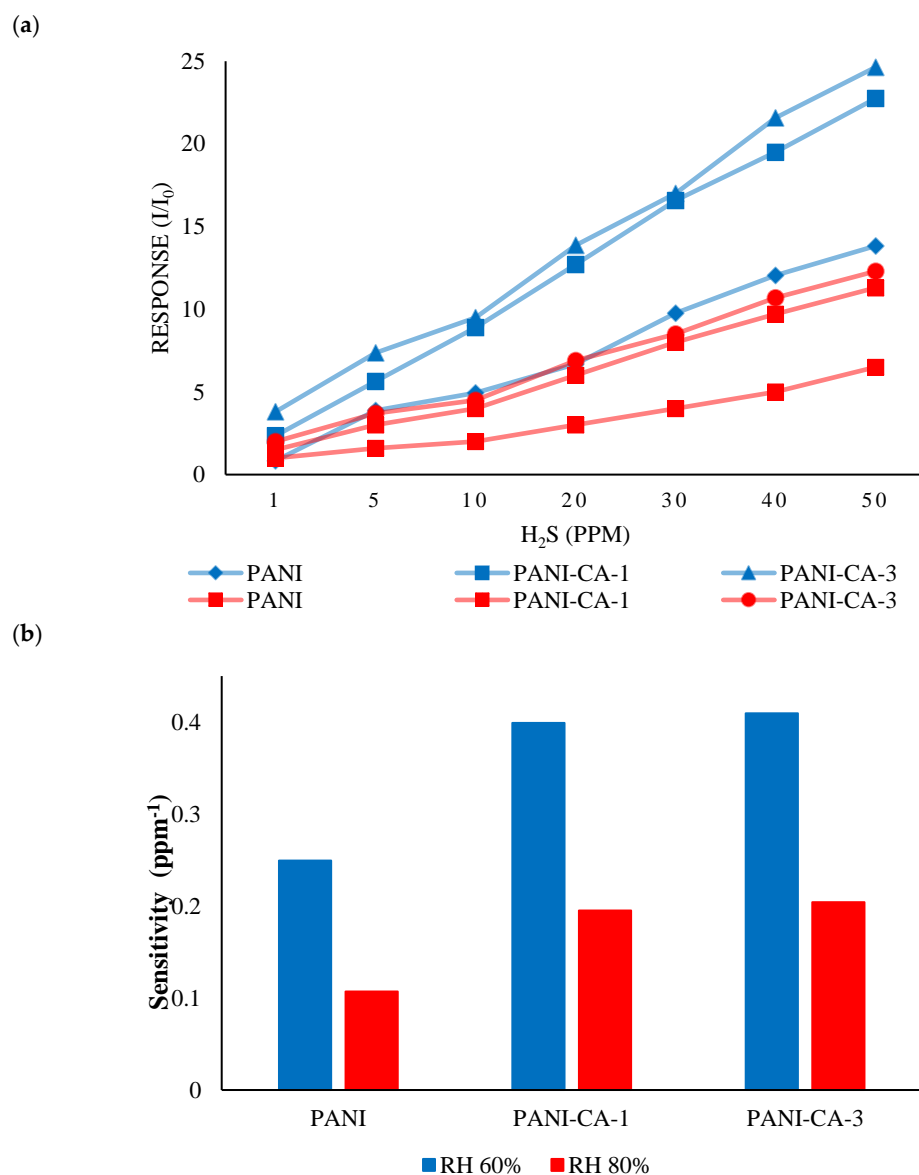 (a)
25
20
15
10
5
0
RESPONSE (I/I₀)
1 5 10 20 30 40 50
H₂S (PPM)
PANI PANI-CA-1 PANI-CA-3
PANI PANI-CA-1 PANI-CA-3
(b)
0.4
0.3
0.2
0.1
0
Sensitivity (ppm⁻¹)
PANI PANI-CA-1 PANI-CA-3
RH 60% RH 80%